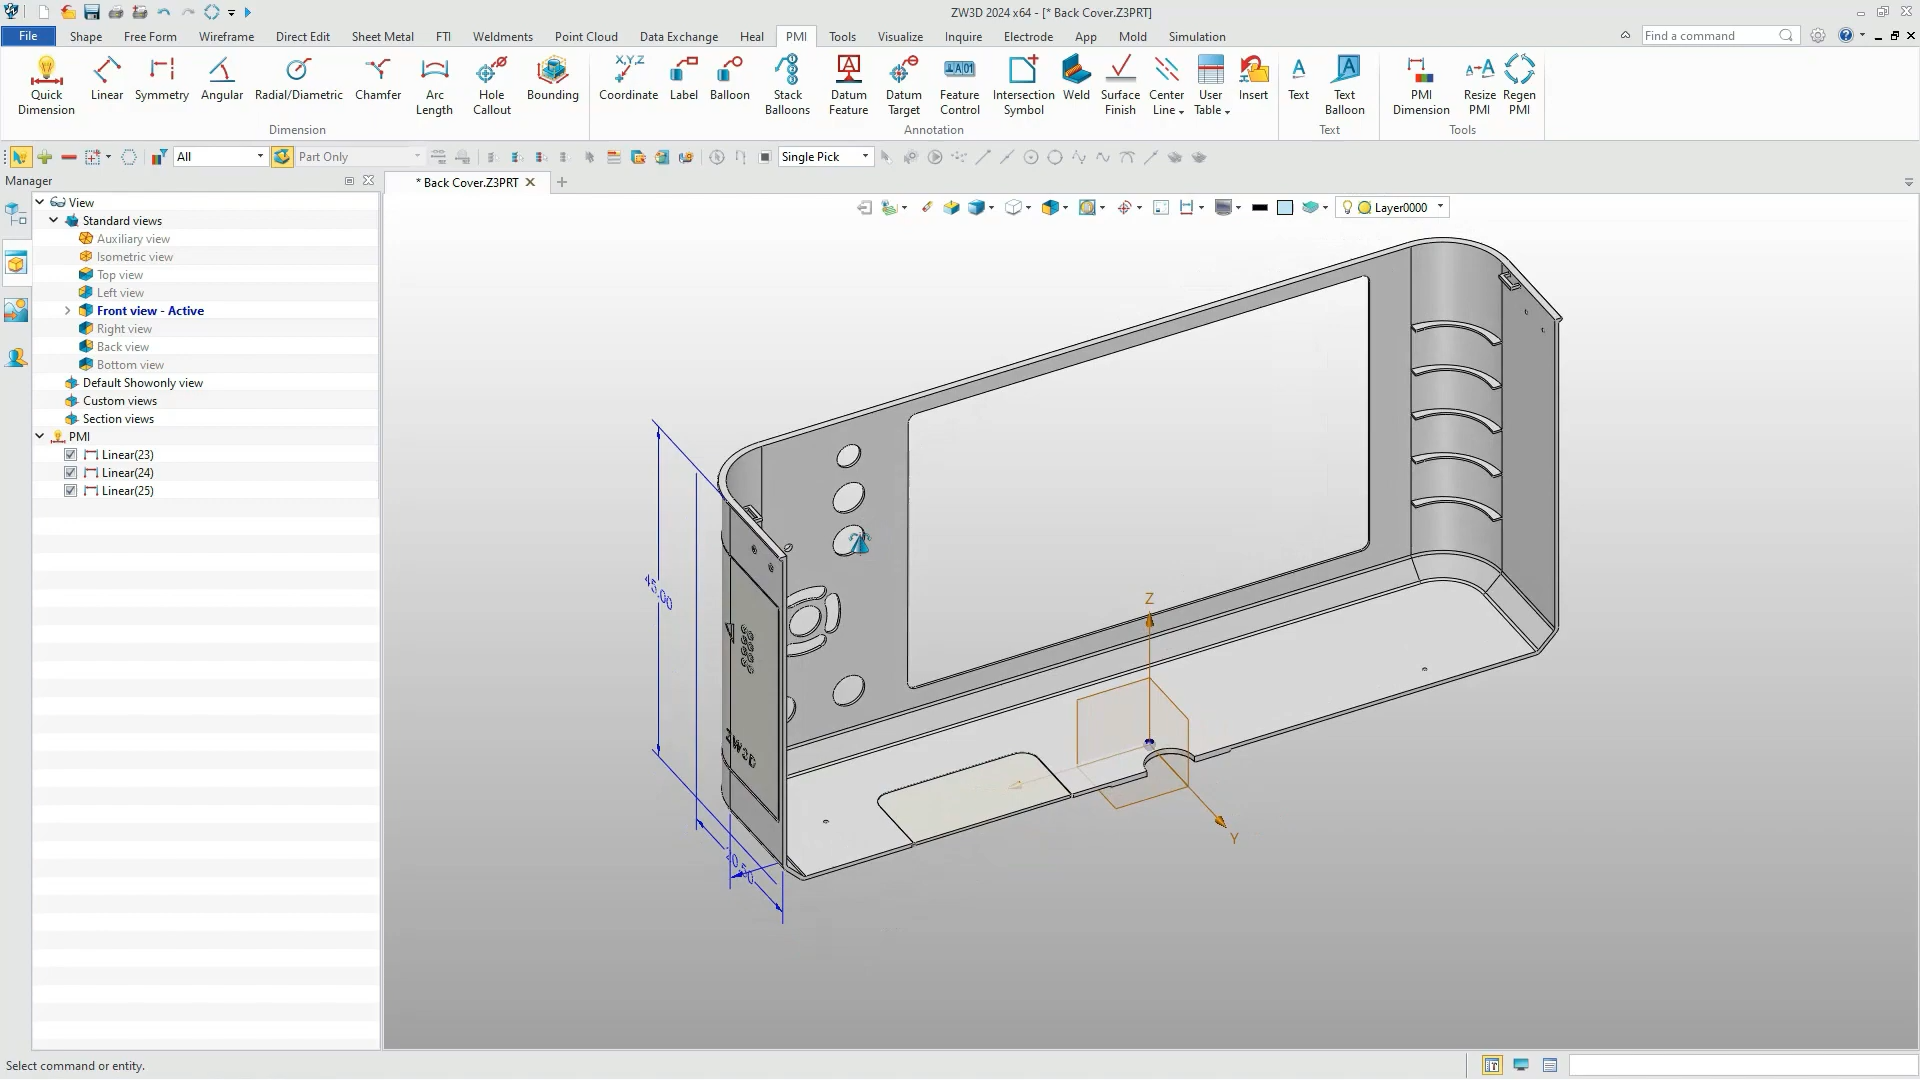 ZW3D 2024 x64 - [* Back Cover.Z3PRT]
File Shape Free Form Wireframe Direct Edit Sheet Metal FTI Weldments Point Cloud Data Exchange Heal PMI Tools Visualize Inquire Electrode App Mold Simulation Find a command
Quick Dimension
Linear
Symmetry
Angular
Radial/Diametric
Chamfer
Arc Length
Hole Callout
Bounding
Dimension
X,Y,Z
Coordinate
Label
Balloon
Stack Balloons
Datum Feature
Datum Target
Feature Control
Intersection Symbol
Weld
Surface Finish
Center Line
User Table
Insert
Annotation
Text
Text Balloon
Text
PMI Dimension
Resize PMI
Regen PMI
Tools
All
Part Only
Single Pick
Manager
* Back Cover.Z3PRT
Layer0000
View
Standard views
Auxiliary view
Isometric view
Top view
Left view
Front view - Active
Right view
Back view
Bottom view
Default Showonly view
Custom views
Section views
PMI
Linear(23)
Linear(24)
Linear(25)
Z
Y
ZW3D
Select command or entity.